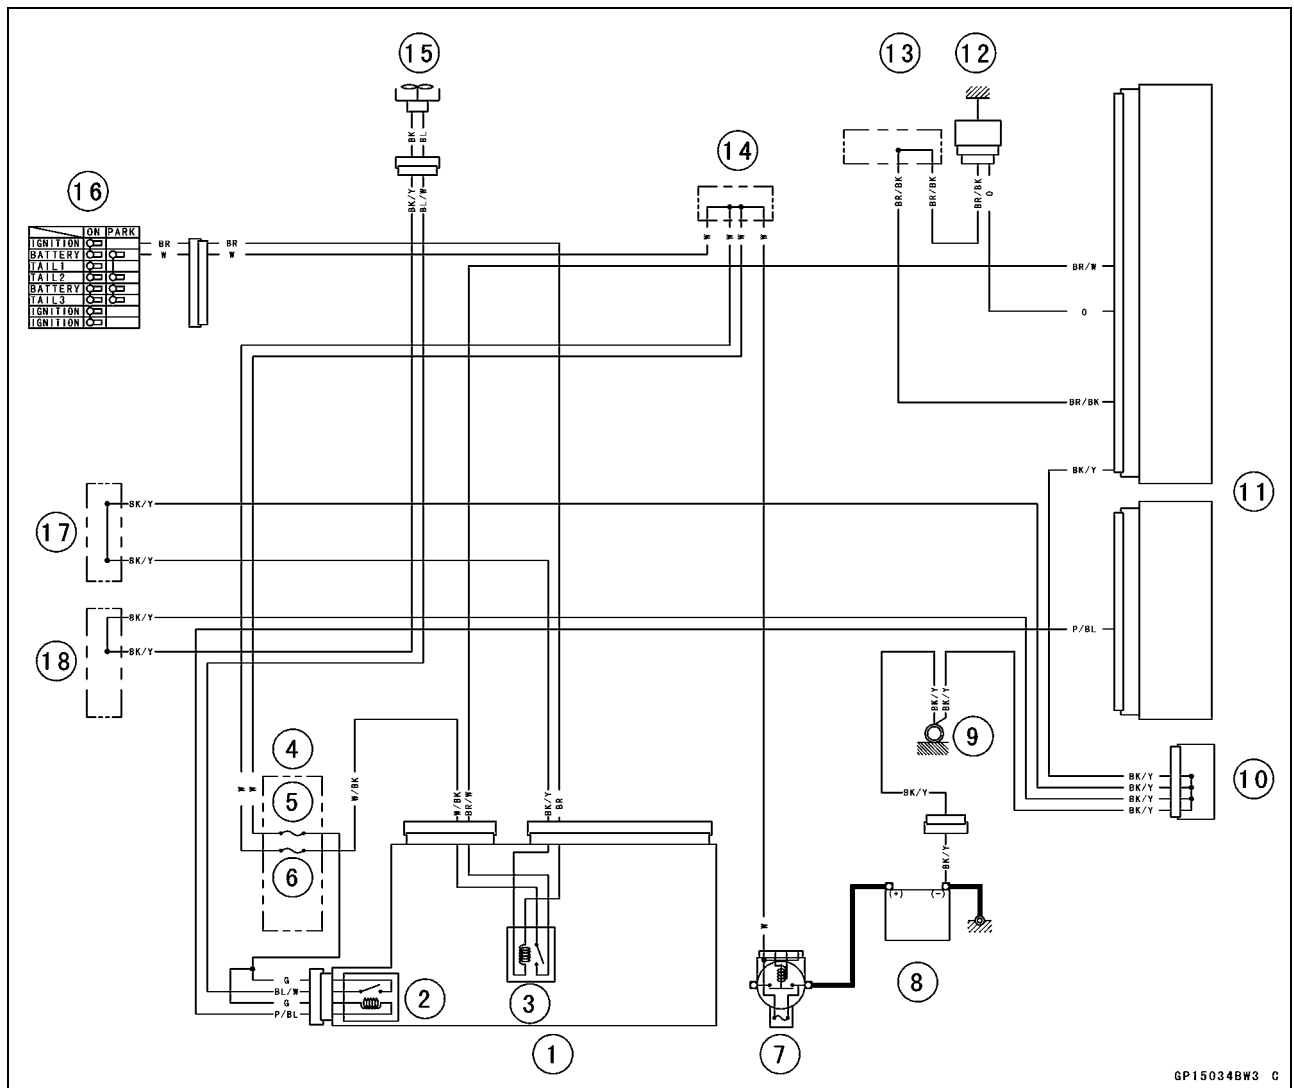 15
13
12
14
16
BK
BL
BR/BK
BR/BK
BR/BK
O
BK/Y
BL/W
ON PARK
IGNITION
BATTERY
TAIL1
TAIL2
BATTERY
TAIL3
IGNITION
IGNITION
BR
W
BR
W
W
W
W
W
BR/W
O
BR/BK
BK/Y
11
17
BK/Y
BK/Y
18
BK/Y
BK/Y
P/BL
BK/Y
BK/Y
9
4
5
6
W
W
W/BK
W/BK
BR/W
BK/Y
BR
BK/Y
BK/Y
BK/Y
BK/Y
BK/Y
BK/Y
10
(+)
(-)
W
8
G
BL/W
G
P/BL
2
3
1
7
GP15034BW3 C